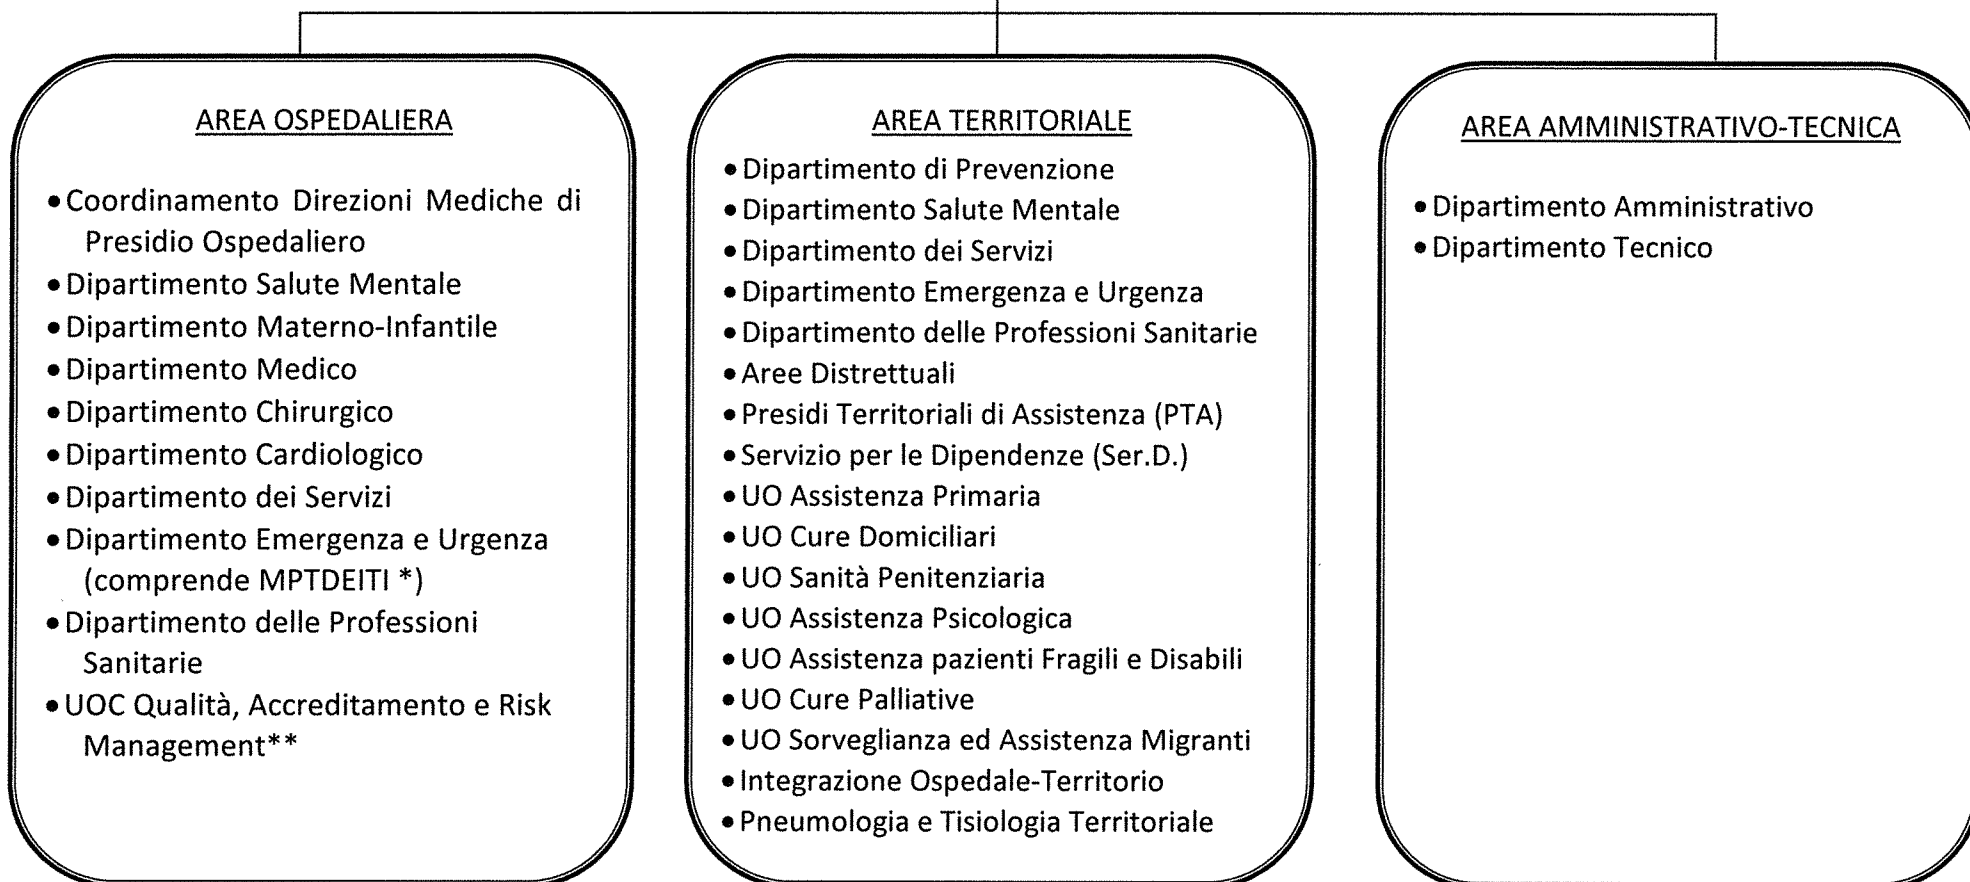 AREA OSPEDALIERA
• Coordinamento Direzioni Mediche di
Presidio Ospedaliero
• Dipartimento Salute Mentale
• Dipartimento Materno-Infantile
• Dipartimento Medico
• Dipartimento Chirurgico
• Dipartimento Cardiologico
• Dipartimento dei Servizi
• Dipartimento Emergenza e Urgenza
(comprende MPTDEITI *)
• Dipartimento delle Professioni
Sanitarie
• UOC Qualità, Accreditamento e Risk
Management**
AREA TERRITORIALE
• Dipartimento di Prevenzione
• Dipartimento Salute Mentale
• Dipartimento dei Servizi
• Dipartimento Emergenza e Urgenza
• Dipartimento delle Professioni Sanitarie
• Aree Distrettuali
• Presidi Territoriali di Assistenza (PTA)
• Servizio per le Dipendenze (Ser.D.)
• UO Assistenza Primaria
• UO Cure Domiciliari
• UO Sanità Penitenziaria
• UO Assistenza Psicologica
• UO Assistenza pazienti Fragili e Disabili
• UO Cure Palliative
• UO Sorveglianza ed Assistenza Migranti
• Integrazione Ospedale-Territorio
• Pneumologia e Tisiologia Territoriale
AREA AMMINISTRATIVO-TECNICA
• Dipartimento Amministrativo
• Dipartimento Tecnico